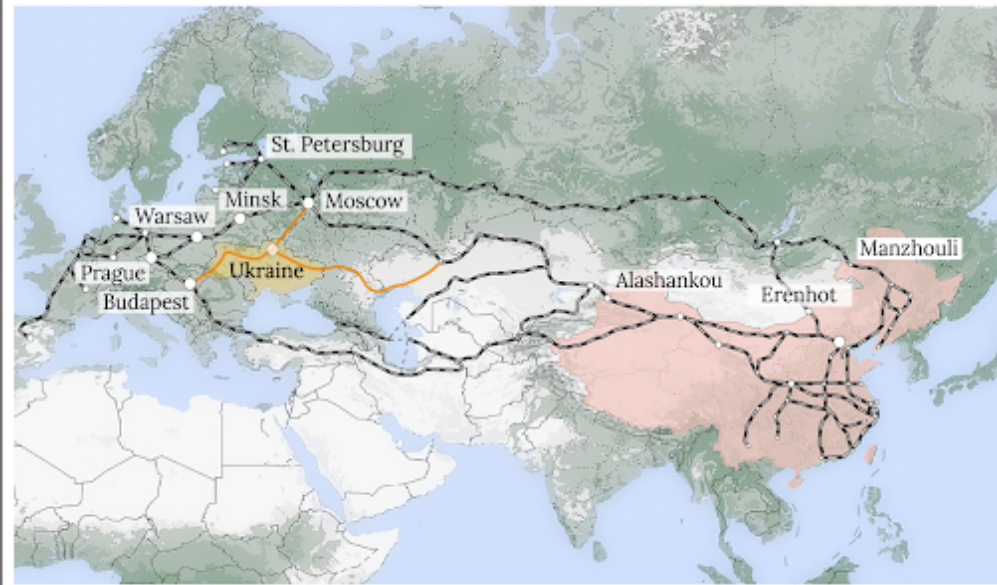 St. Petersburg
Minsk
Moscow
Warsaw
Manzhouli
Prague
Ukraine
Alashankou
Budapest
Erenhot